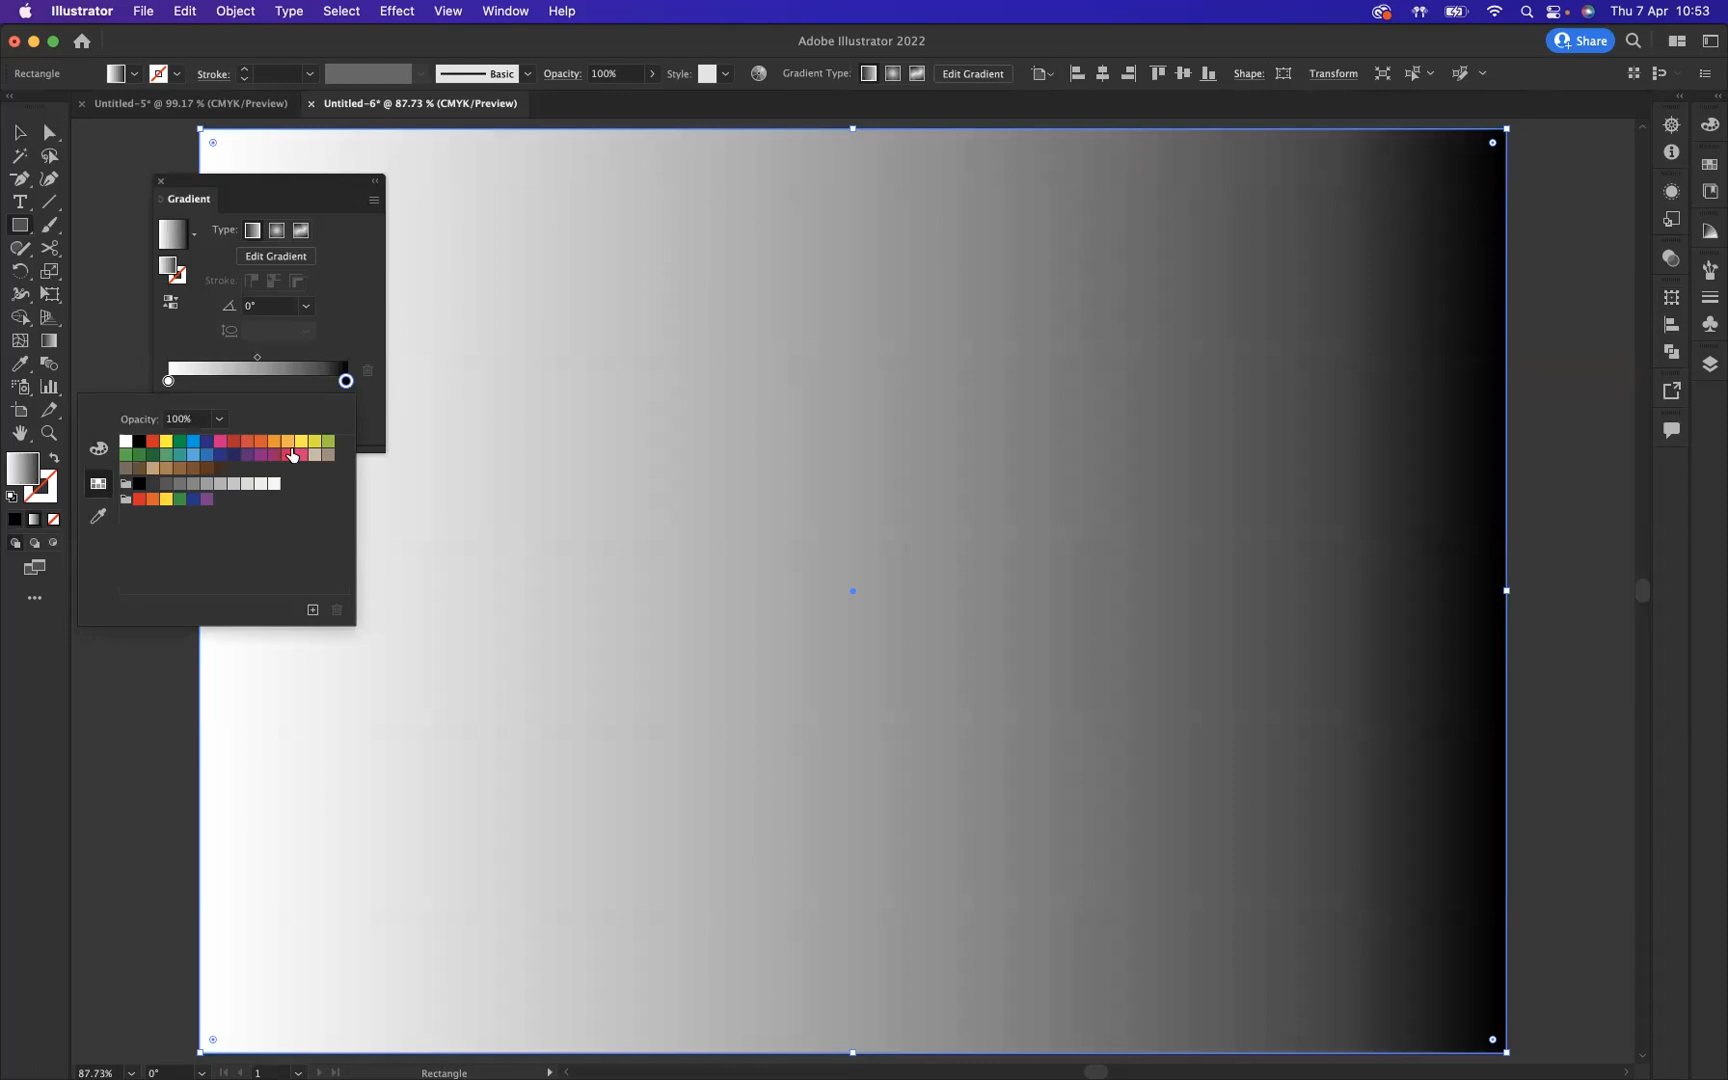 Illustrator File Edit Object Type Select Effect View Window Help Thu 7 Apr 10:53
Adobe Illustrator 2022 Share
Rectangle Stroke: Basic Opacity: 100% Style: Gradient Type: Edit Gradient Shape: Transform
Untitled-5* @ 99.17 % (CMYK/Preview) Untitled-6* @ 87.73 % (CMYK/Preview)
Gradient
Type:
Edit Gradient
Stroke:
0°
Opacity: 100%
87.73% 0° 1 Rectangle